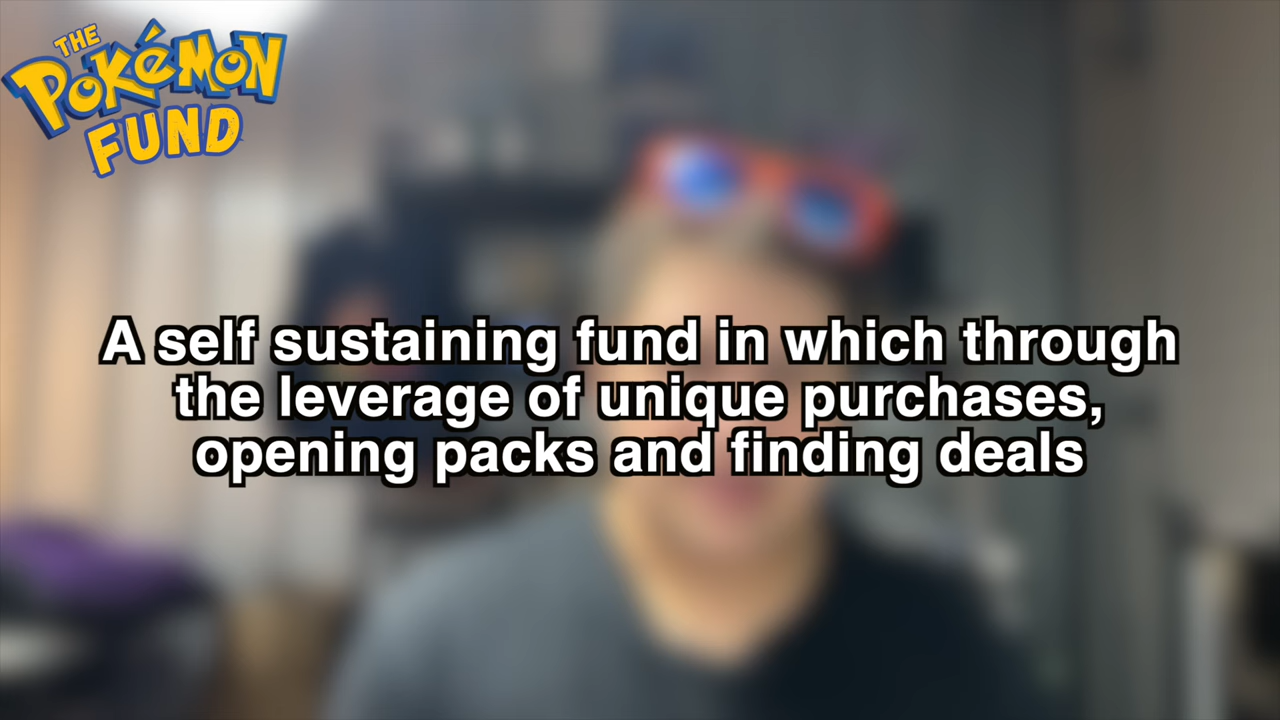 THE
POKéMON
FUND
A self sustaining fund in which through
the leverage of unique purchases,
opening packs and finding deals